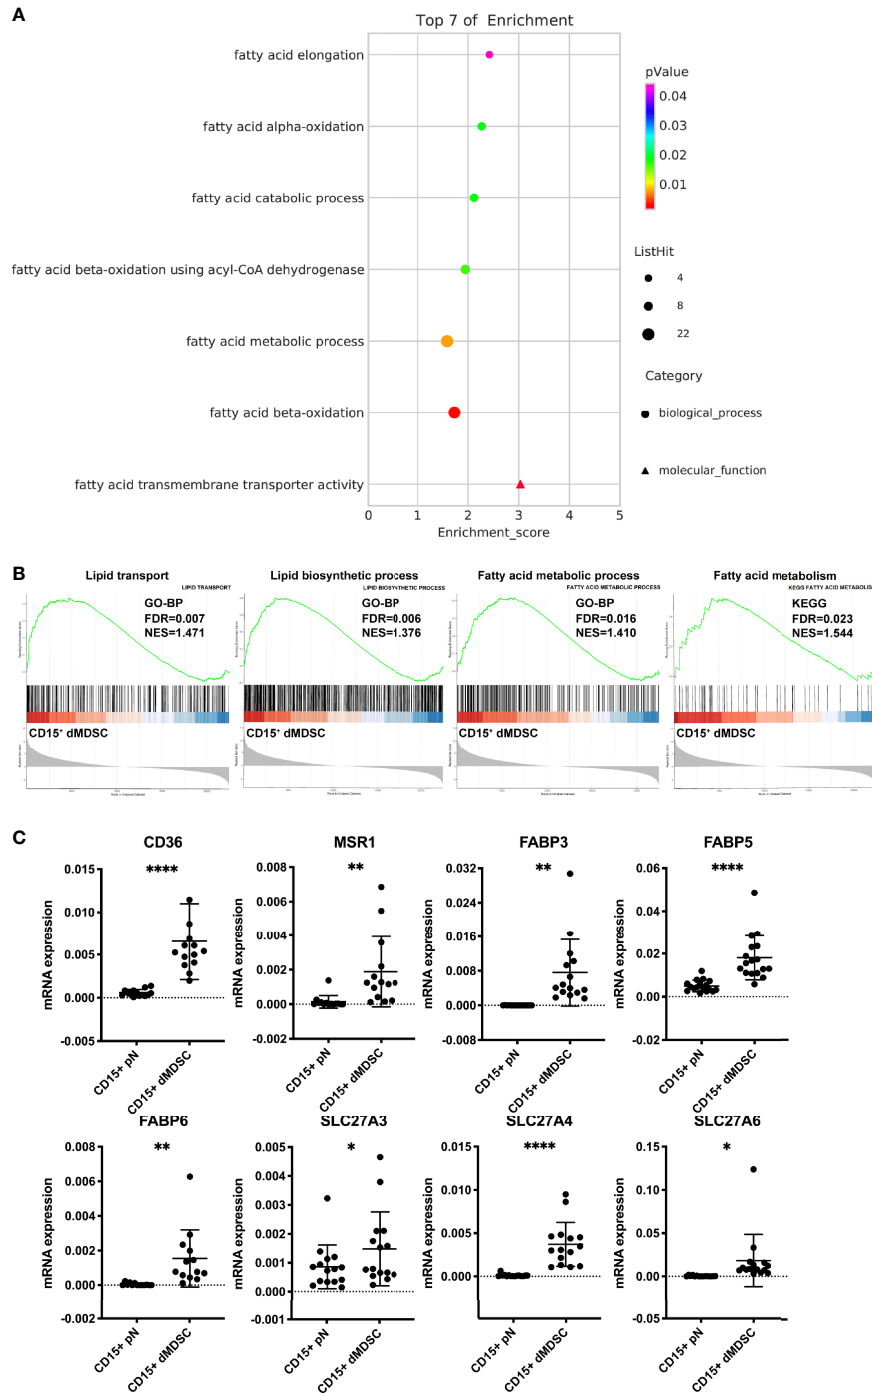 A
Top 7 of Enrichment
fatty acid elongation
fatty acid alpha-oxidation
fatty acid catabolic process
fatty acid beta-oxidation using acyl-CoA dehydrogenase
fatty acid metabolic process
fatty acid beta-oxidation
fatty acid transmembrane transporter activity
0 1 2 3 4 5
Enrichment_score
pValue
0.04
0.03
0.02
0.01
ListHit
4
8
22
Category
biological_process
molecular_function
B
Lipid transport
LIPID TRANSPORT
GO-BP
FDR=0.007
NES=1.471
CD15+ dMDSC
Lipid biosynthetic process
LIPID BIOSYNTHETIC PROCESS
GO-BP
FDR=0.006
NES=1.376
CD15+ dMDSC
Fatty acid metabolic process
FATTY ACID METABOLIC PROCESS
GO-BP
FDR=0.016
NES=1.410
CD15+ dMDSC
Fatty acid metabolism
KEGG FATTY ACID METABOLIS
KEGG
FDR=0.023
NES=1.544
CD15+ dMDSC
C
CD36
****
mRNA expression
0.015
0.010
0.005
0.000
-0.005
CD15+ pN
CD15+ dMDSC
MSR1
**
mRNA expression
0.008
0.006
0.004
0.002
0.000
-0.002
CD15+ pN
CD15+ dMDSC
FABP3
**
mRNA expression
0.032
0.024
0.016
0.008
0.000
-0.008
CD15+ pN
CD15+ dMDSC
FABP5
****
mRNA expression
0.06
0.04
0.02
0.00
-0.02
CD15+ pN
CD15+ dMDSC
FABP6
**
mRNA expression
0.008
0.006
0.004
0.002
0.000
-0.002
CD15+ pN
CD15+ dMDSC
SLC27A3
*
mRNA expression
0.005
0.004
0.003
0.002
0.001
0.000
-0.001
CD15+ pN
CD15+ dMDSC
SLC27A4
****
mRNA expression
0.015
0.010
0.005
0.000
CD15+ pN
CD15+ dMDSC
SLC27A6
*
mRNA expression
0.15
0.10
0.05
0.00
-0.05
CD15+ pN
CD15+ dMDSC